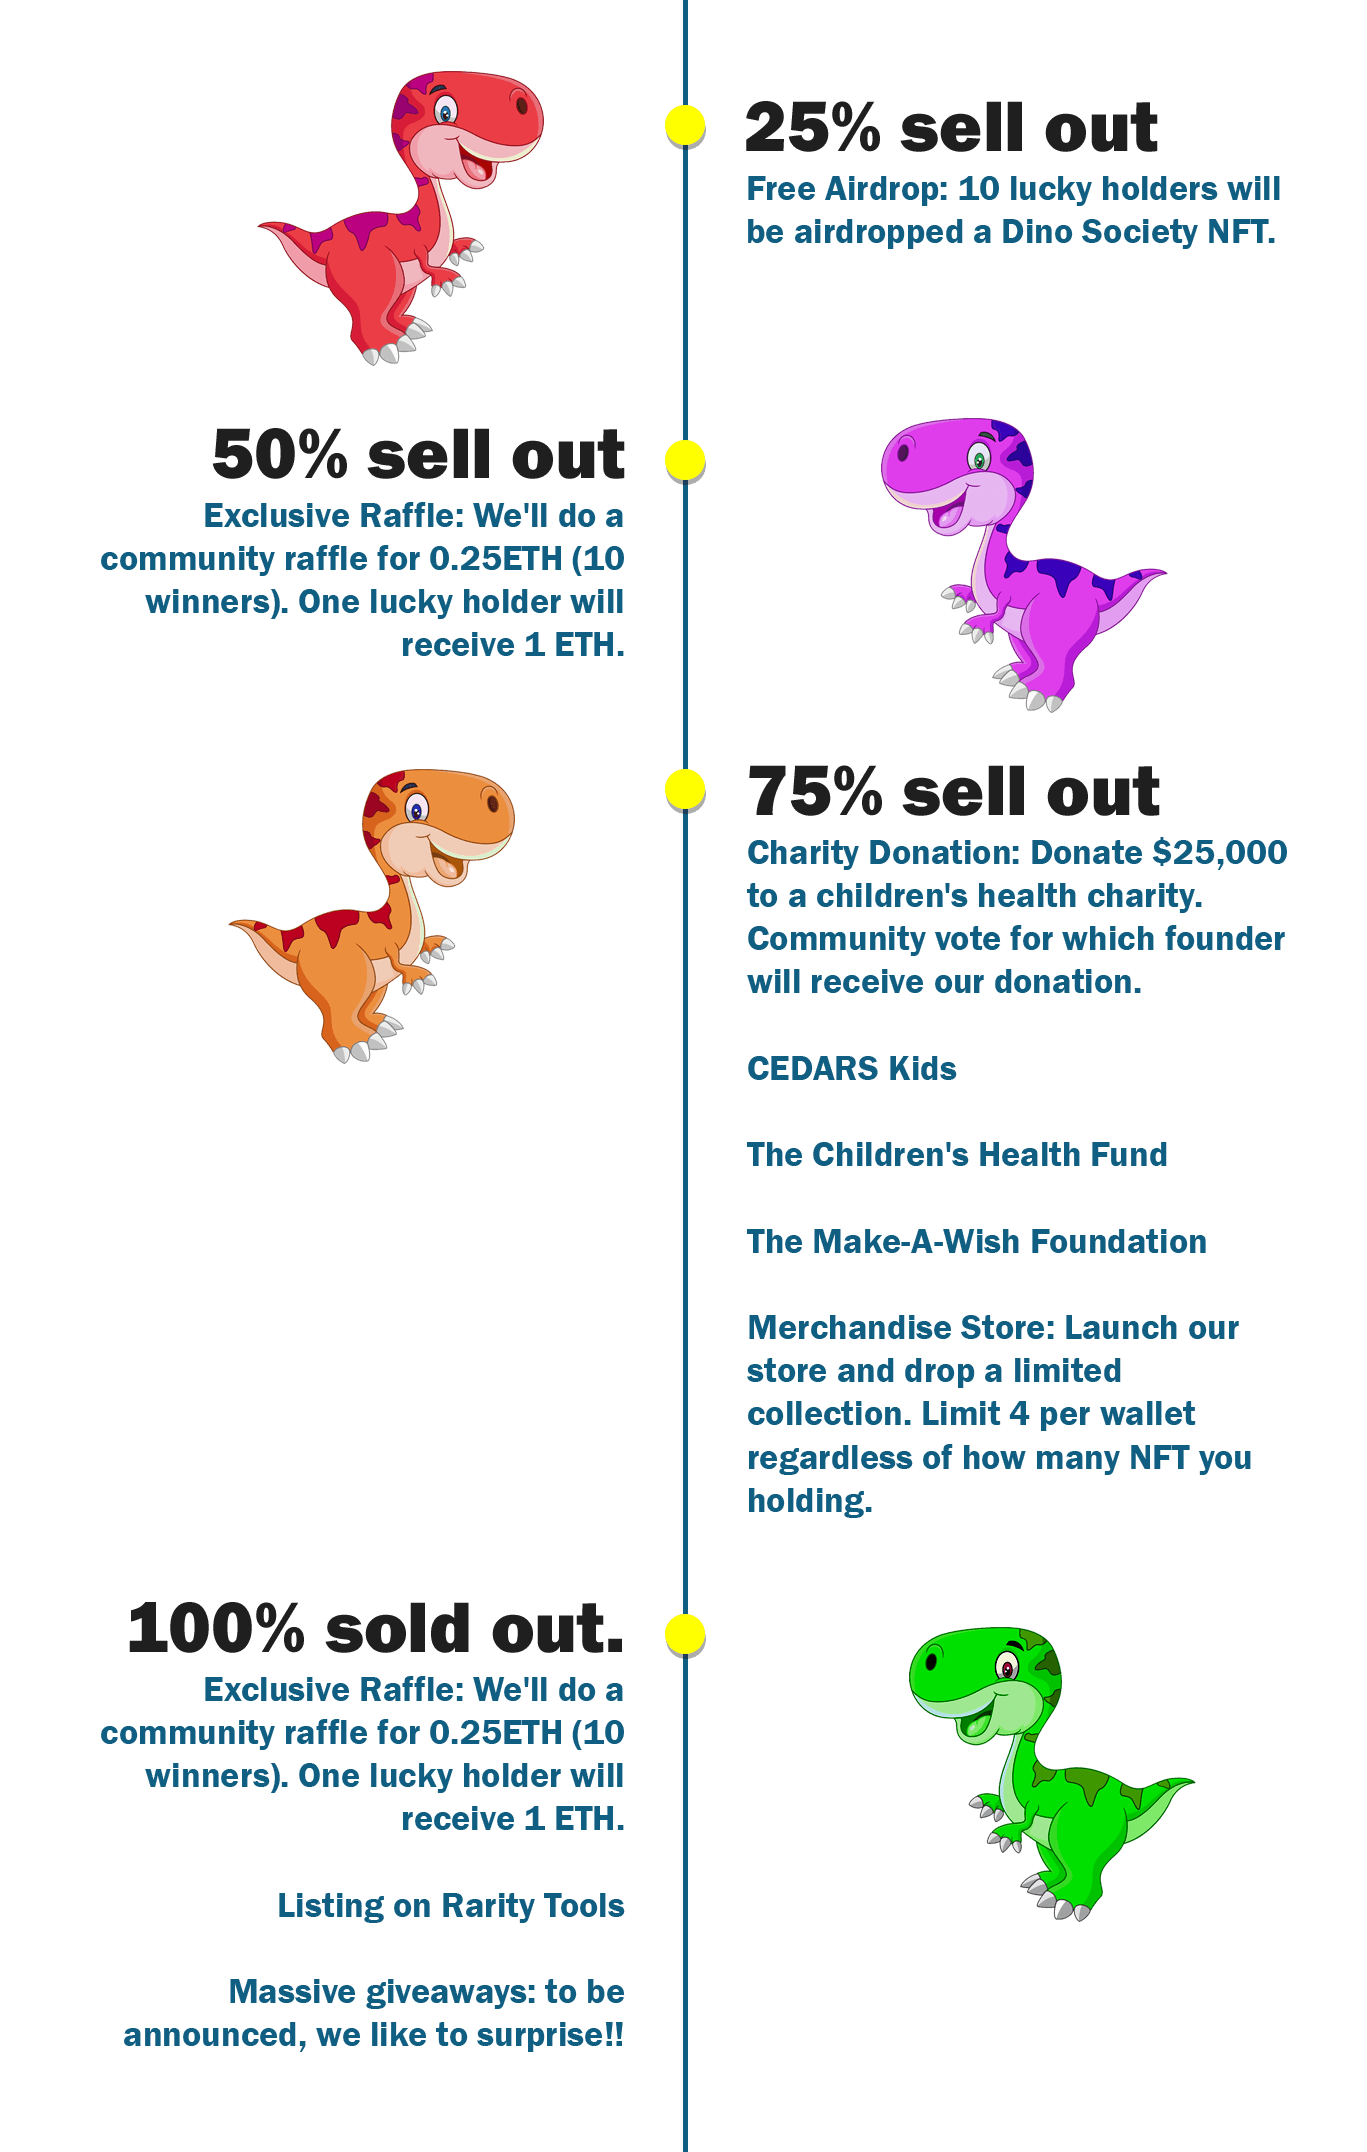 25% sell out
Free Airdrop: 10 lucky holders will
be airdropped a Dino Society NFT.
50% sell out
Exclusive Raffle: We'll do a
community raffle for 0.25ETH (10
winners). One lucky holder will
receive 1 ETH.
75% sell out
Charity Donation: Donate $25,000
to a children's health charity.
Community vote for which founder
will receive our donation.
CEDARS Kids
The Children's Health Fund
The Make-A-Wish Foundation
Merchandise Store: Launch our
store and drop a limited
collection. Limit 4 per wallet
regardless of how many NFT you
holding.
100% sold out.
Exclusive Raffle: We'll do a
community raffle for 0.25ETH (10
winners). One lucky holder will
receive 1 ETH.
Listing on Rarity Tools
Massive giveaways: to be
announced, we like to surprise!!